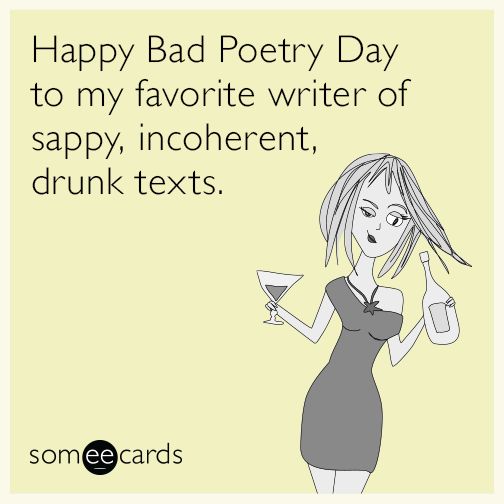 Happy Bad Poetry Day
to my favorite writer of
sappy, incoherent,
drunk texts.
someecards